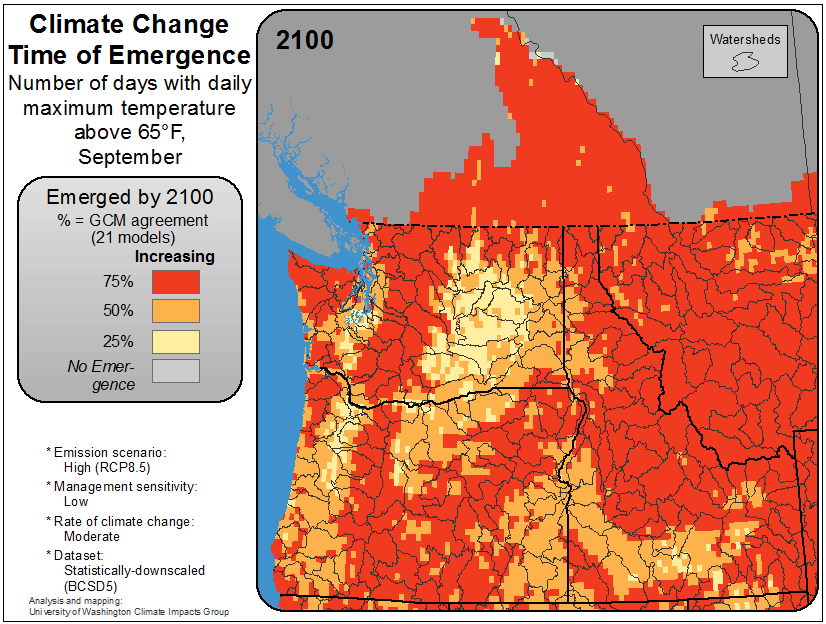 Climate Change
Time of Emergence
Number of days with daily
maximum temperature
above 65°F,
September
Emerged by 2100
% = GCM agreement
(21 models)
Increasing
75%
50%
25%
No Emer-
gence
* Emission scenario:
High (RCP8.5)
* Management sensitivity:
Low
* Rate of climate change:
Moderate
* Dataset:
Statistically-downscaled
(BCSD5)
Analysis and mapping:
University of Washington Climate Impacts Group
2100
Watersheds